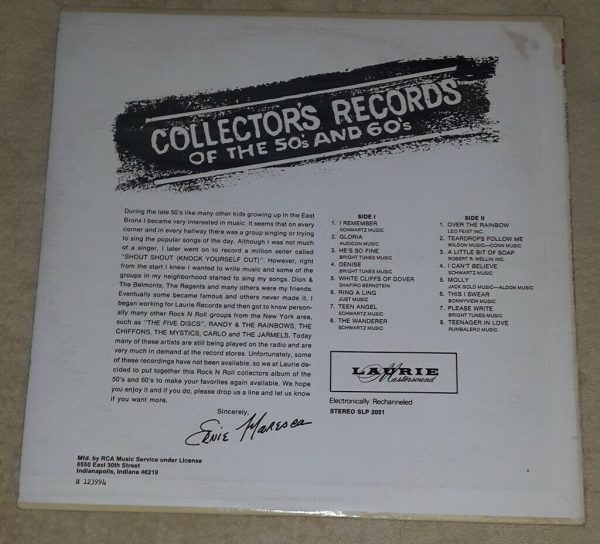 COLLECTOR'S RECORDS
OF THE 50's AND 60's
During the late 50's like many other kids growing up in the East
Bronx I became very interested in music. It seems that on every
corner and in every hallway there was a group singing or trying
to sing the popular songs of the day. Although I was not much
of a singer, I later went on to record a million seller called
"SHOUT SHOUT (KNOCK YOURSELF OUT)". However, right
from the start I knew I wanted to write music and some of the
groups in my neighborhood started to sing my songs. Dion &
The Belmonts, The Regents and many others were my friends.
Eventually some became famous and others never made it. I
began working for Laurie Records and then got to know person-
ally many other Rock N Roll groups from the New York area,
such as "THE FIVE DISCS", RANDY & THE RAINBOWS, THE
CHIFFONS, THE MYSTICS, CARLO and THE JARMELS. Today
many of these artists are still being played on the radio and are
very much in demand at the record stores. Unfortunately, some
of these recordings have not been available, so we at Laurie de-
cided to put together this Rock N Roll collectors album of the
50's and 60's to make your favorites again available. We hope
you enjoy it and if you do, please drop us a line and let us know
if you want more.
Sincerely,
Ernie Maresca
Mfd. by RCA Music Service under License
6550 East 30th Street
Indianapolis, Indiana 46219
R 123994
SIDE I
1. I REMEMBER
SCHWARTZ MUSIC
2. GLORIA
AUDICON MUSIC
3. HE'S SO FINE
BRIGHT TUNES MUSIC
4. DENISE
BRIGHT TUNES MUSIC
5. WHITE CLIFFS OF DOVER
SHAPIRO BERNSTEIN
6. RING A LING
JUST MUSIC
7. TEEN ANGEL
SCHWARTZ MUSIC
8. THE WANDERER
SCHWARTZ MUSIC
SIDE II
1. OVER THE RAINBOW
LEO FEIST INC.
2. TEARDROPS FOLLOW ME
WILDON MUSIC—CONN MUSIC
3. A LITTLE BIT OF SOAP
ROBERT R. MELLIN INC.
4. I CAN'T BELIEVE
SCHWARTZ MUSIC
5. MOLLY
JACK GOLD MUSIC—ALDON MUSIC
6. THIS I SWEAR
BONNYVIEW MUSIC
7. PLEASE WRITE
BRIGHT TUNES MUSIC
8. TEENAGER IN LOVE
RUMBALERO MUSIC
LAURIE
Mastersound
Electronically Rechanneled
STEREO SLP 2051